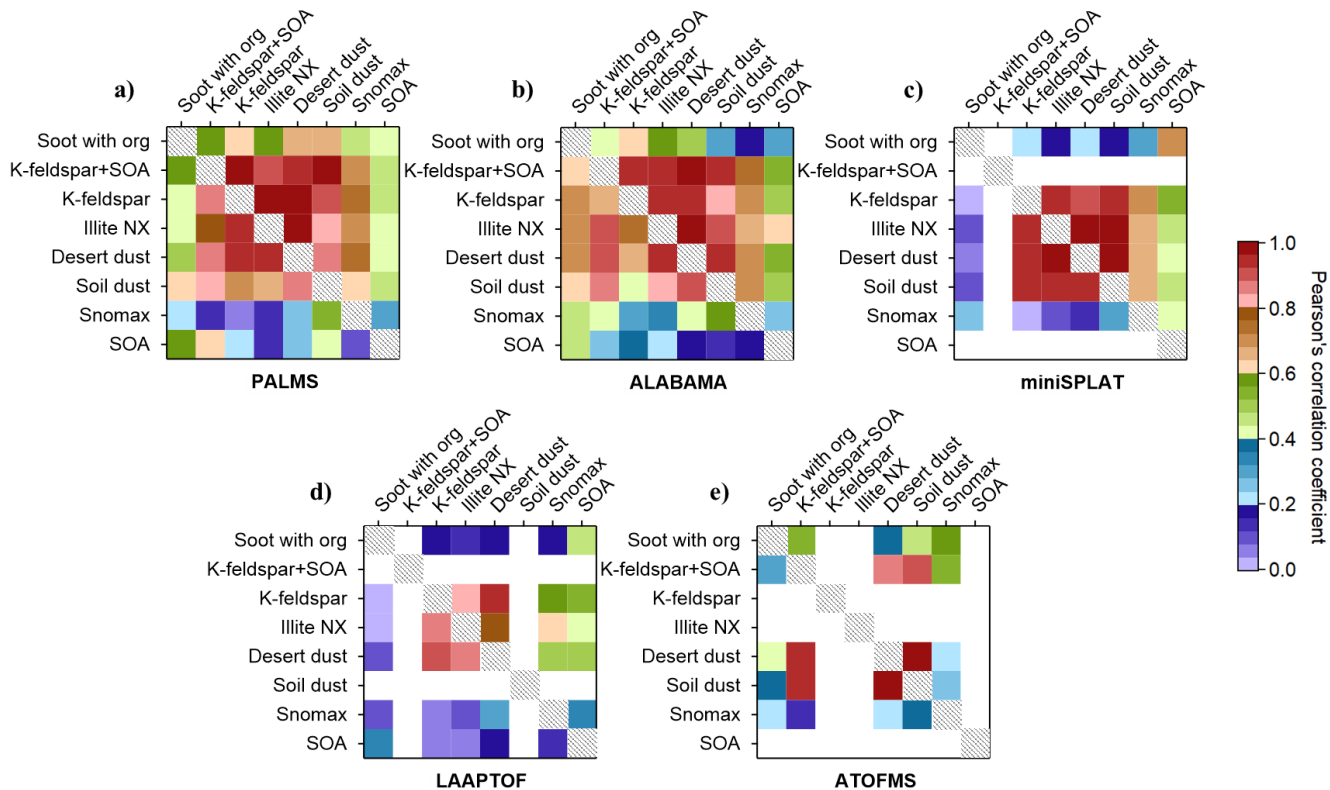 a)
Soot with org
K-feldspar+SOA
K-feldspar
Illite NX
Desert dust
Soil dust
Snomax
SOA
Soot with org
K-feldspar+SOA
K-feldspar
Illite NX
Desert dust
Soil dust
Snomax
SOA
PALMS
b)
Soot with org
K-feldspar+SOA
K-feldspar
Illite NX
Desert dust
Soil dust
Snomax
SOA
Soot with org
K-feldspar+SOA
K-feldspar
Illite NX
Desert dust
Soil dust
Snomax
SOA
ALABAMA
c)
Soot with org
K-feldspar+SOA
K-feldspar
Illite NX
Desert dust
Soil dust
Snomax
SOA
Soot with org
K-feldspar+SOA
K-feldspar
Illite NX
Desert dust
Soil dust
Snomax
SOA
miniSPLAT
d)
Soot with org
K-feldspar+SOA
K-feldspar
Illite NX
Desert dust
Soil dust
Snomax
SOA
Soot with org
K-feldspar+SOA
K-feldspar
Illite NX
Desert dust
Soil dust
Snomax
SOA
LAAPTOF
e)
Soot with org
K-feldspar+SOA
K-feldspar
Illite NX
Desert dust
Soil dust
Snomax
SOA
Soot with org
K-feldspar+SOA
K-feldspar
Illite NX
Desert dust
Soil dust
Snomax
SOA
ATOFMS
1.0
0.8
0.6
0.4
0.2
0.0
Pearson's correlation coefficient